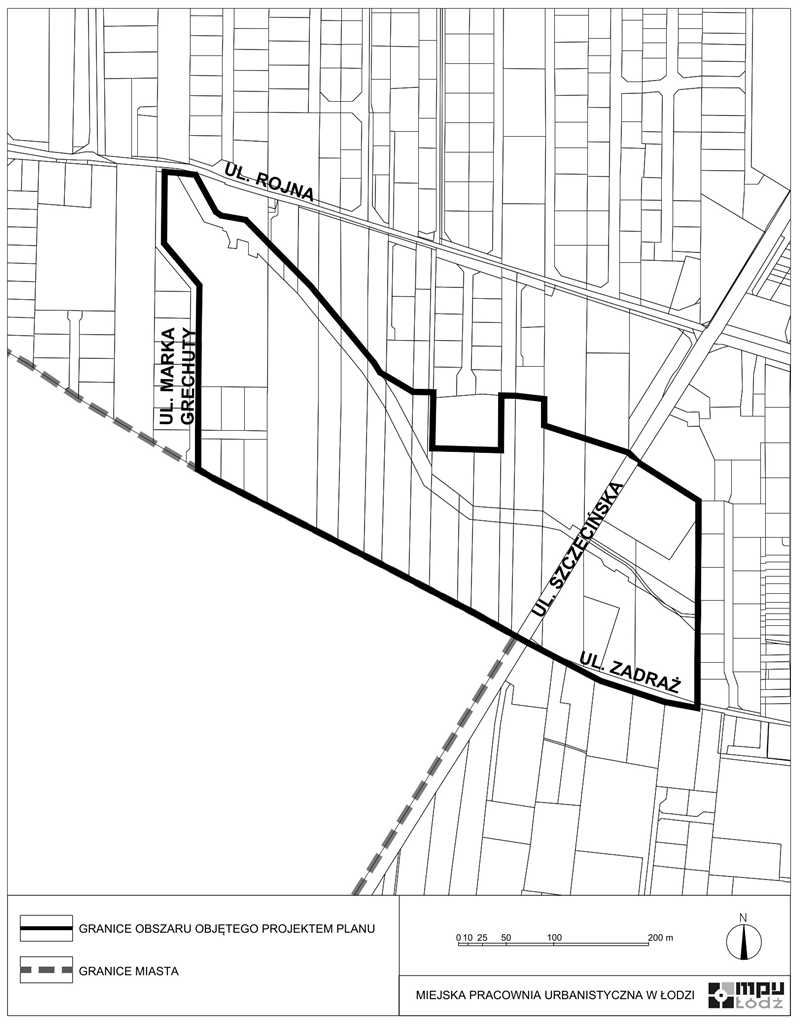 UL. ROJNA
UL. MARKA
GRECHUTY
UL. SZCZECIŃSKA
UL. ZADRAŻ
GRANICE OBSZARU OBJĘTEGO PROJEKTEM PLANU
GRANICE MIASTA
0 10 25 50 100 200 m
N
MIEJSKA PRACOWNIA URBANISTYCZNA W ŁODZI
mpu
Łódź